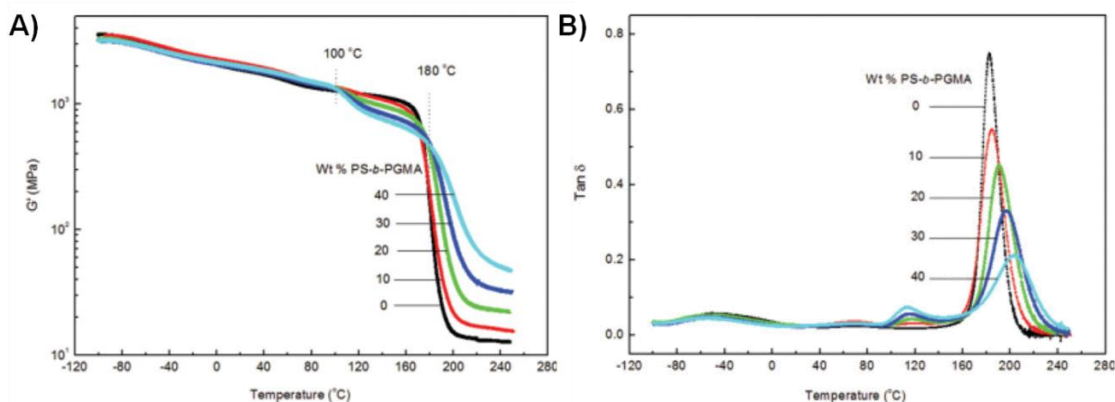 A)
100 °C
180 °C
10³
10²
10¹
G' (MPa)
Wt % PS-b-PGMA
40
30
20
10
0
-120 -80 -40 0 40 80 120 160 200 240 280
Temperature (°C)
B)
0.8
0.6
0.4
0.2
0.0
Tan δ
Wt % PS-b-PGMA
0
10
20
30
40
-120 -80 -40 0 40 80 120 160 200 240 280
Temperature (°C)